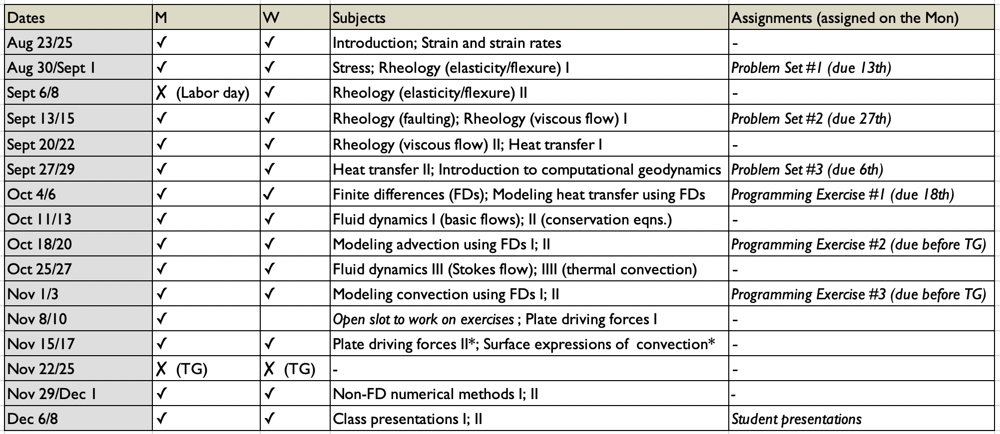 Dates M W Subjects Assignments (assigned on the Mon)
Aug 23/25 ✓ ✓ Introduction; Strain and strain rates -
Aug 30/Sept 1 ✓ ✓ Stress; Rheology (elasticity/flexure) I Problem Set #1 (due 13th)
Sept 6/8 ✗ (Labor day) ✓ Rheology (elasticity/flexure) II -
Sept 13/15 ✓ ✓ Rheology (faulting); Rheology (viscous flow) I Problem Set #2 (due 27th)
Sept 20/22 ✓ ✓ Rheology (viscous flow) II; Heat transfer I -
Sept 27/29 ✓ ✓ Heat transfer II; Introduction to computational geodynamics Problem Set #3 (due 6th)
Oct 4/6 ✓ ✓ Finite differences (FDs); Modeling heat transfer using FDs Programming Exercise #1 (due 18th)
Oct 11/13 ✓ ✓ Fluid dynamics I (basic flows); II (conservation eqns.) -
Oct 18/20 ✓ ✓ Modeling advection using FDs I; II Programming Exercise #2 (due before TG)
Oct 25/27 ✓ ✓ Fluid dynamics III (Stokes flow); IIII (thermal convection) -
Nov 1/3 ✓ ✓ Modeling convection using FDs I; II Programming Exercise #3 (due before TG)
Nov 8/10 ✓ Open slot to work on exercises ; Plate driving forces I -
Nov 15/17 ✓ ✓ Plate driving forces II*; Surface expressions of  convection* -
Nov 22/25 ✗ (TG) ✗ (TG) - -
Nov 29/Dec 1 ✓ ✓ Non-FD numerical methods I; II -
Dec 6/8 ✓ ✓ Class presentations I; II Student presentations